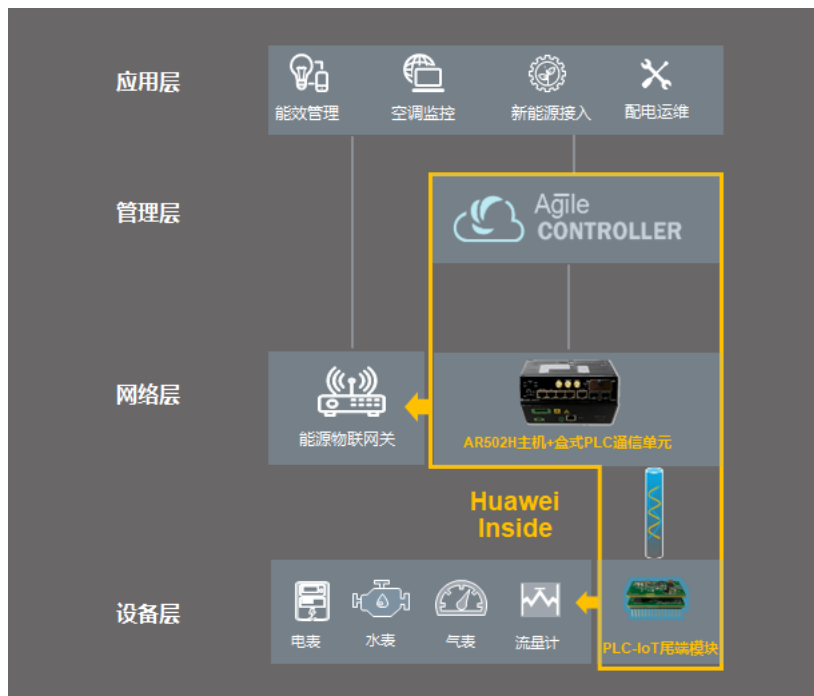 应用层
能效管理
空调监控
新能源接入
配电运维
管理层
Agile
CONTROLLER
网络层
能源物联网关
AR502H主机+盒式PLC通信单元
Huawei
Inside
设备层
电表
水表
气表
流量计
PLC-IoT尾端模块